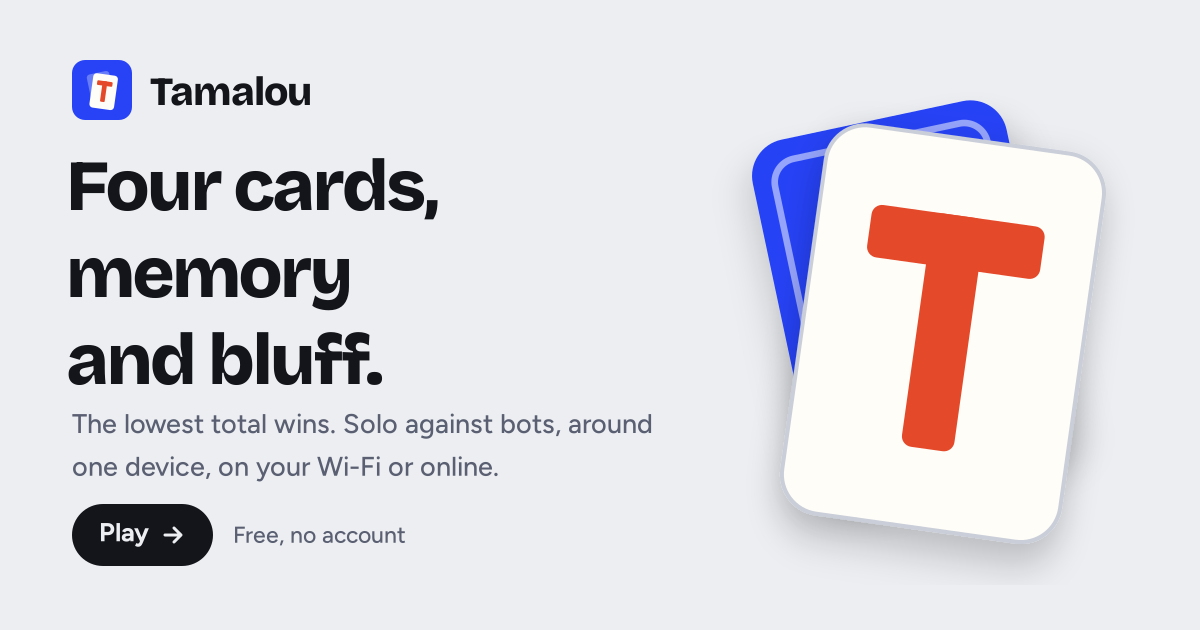 T
Tamalou
Four cards,
memory
and bluff.
The lowest total wins. Solo against bots, around
one device, on your Wi-Fi or online.
Play →
Free, no account
T